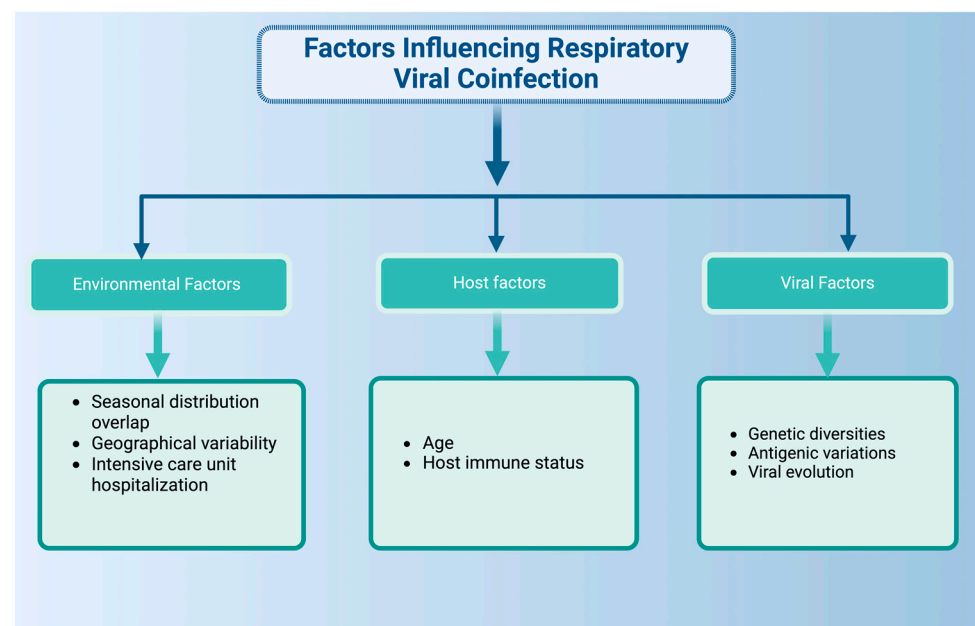 Factors Influencing Respiratory
Viral Coinfection
Environmental Factors
Host factors
Viral Factors
• Seasonal distribution
overlap
• Geographical variability
• Intensive care unit
hospitalization
• Age
• Host immune status
• Genetic diversities
• Antigenic variations
• Viral evolution